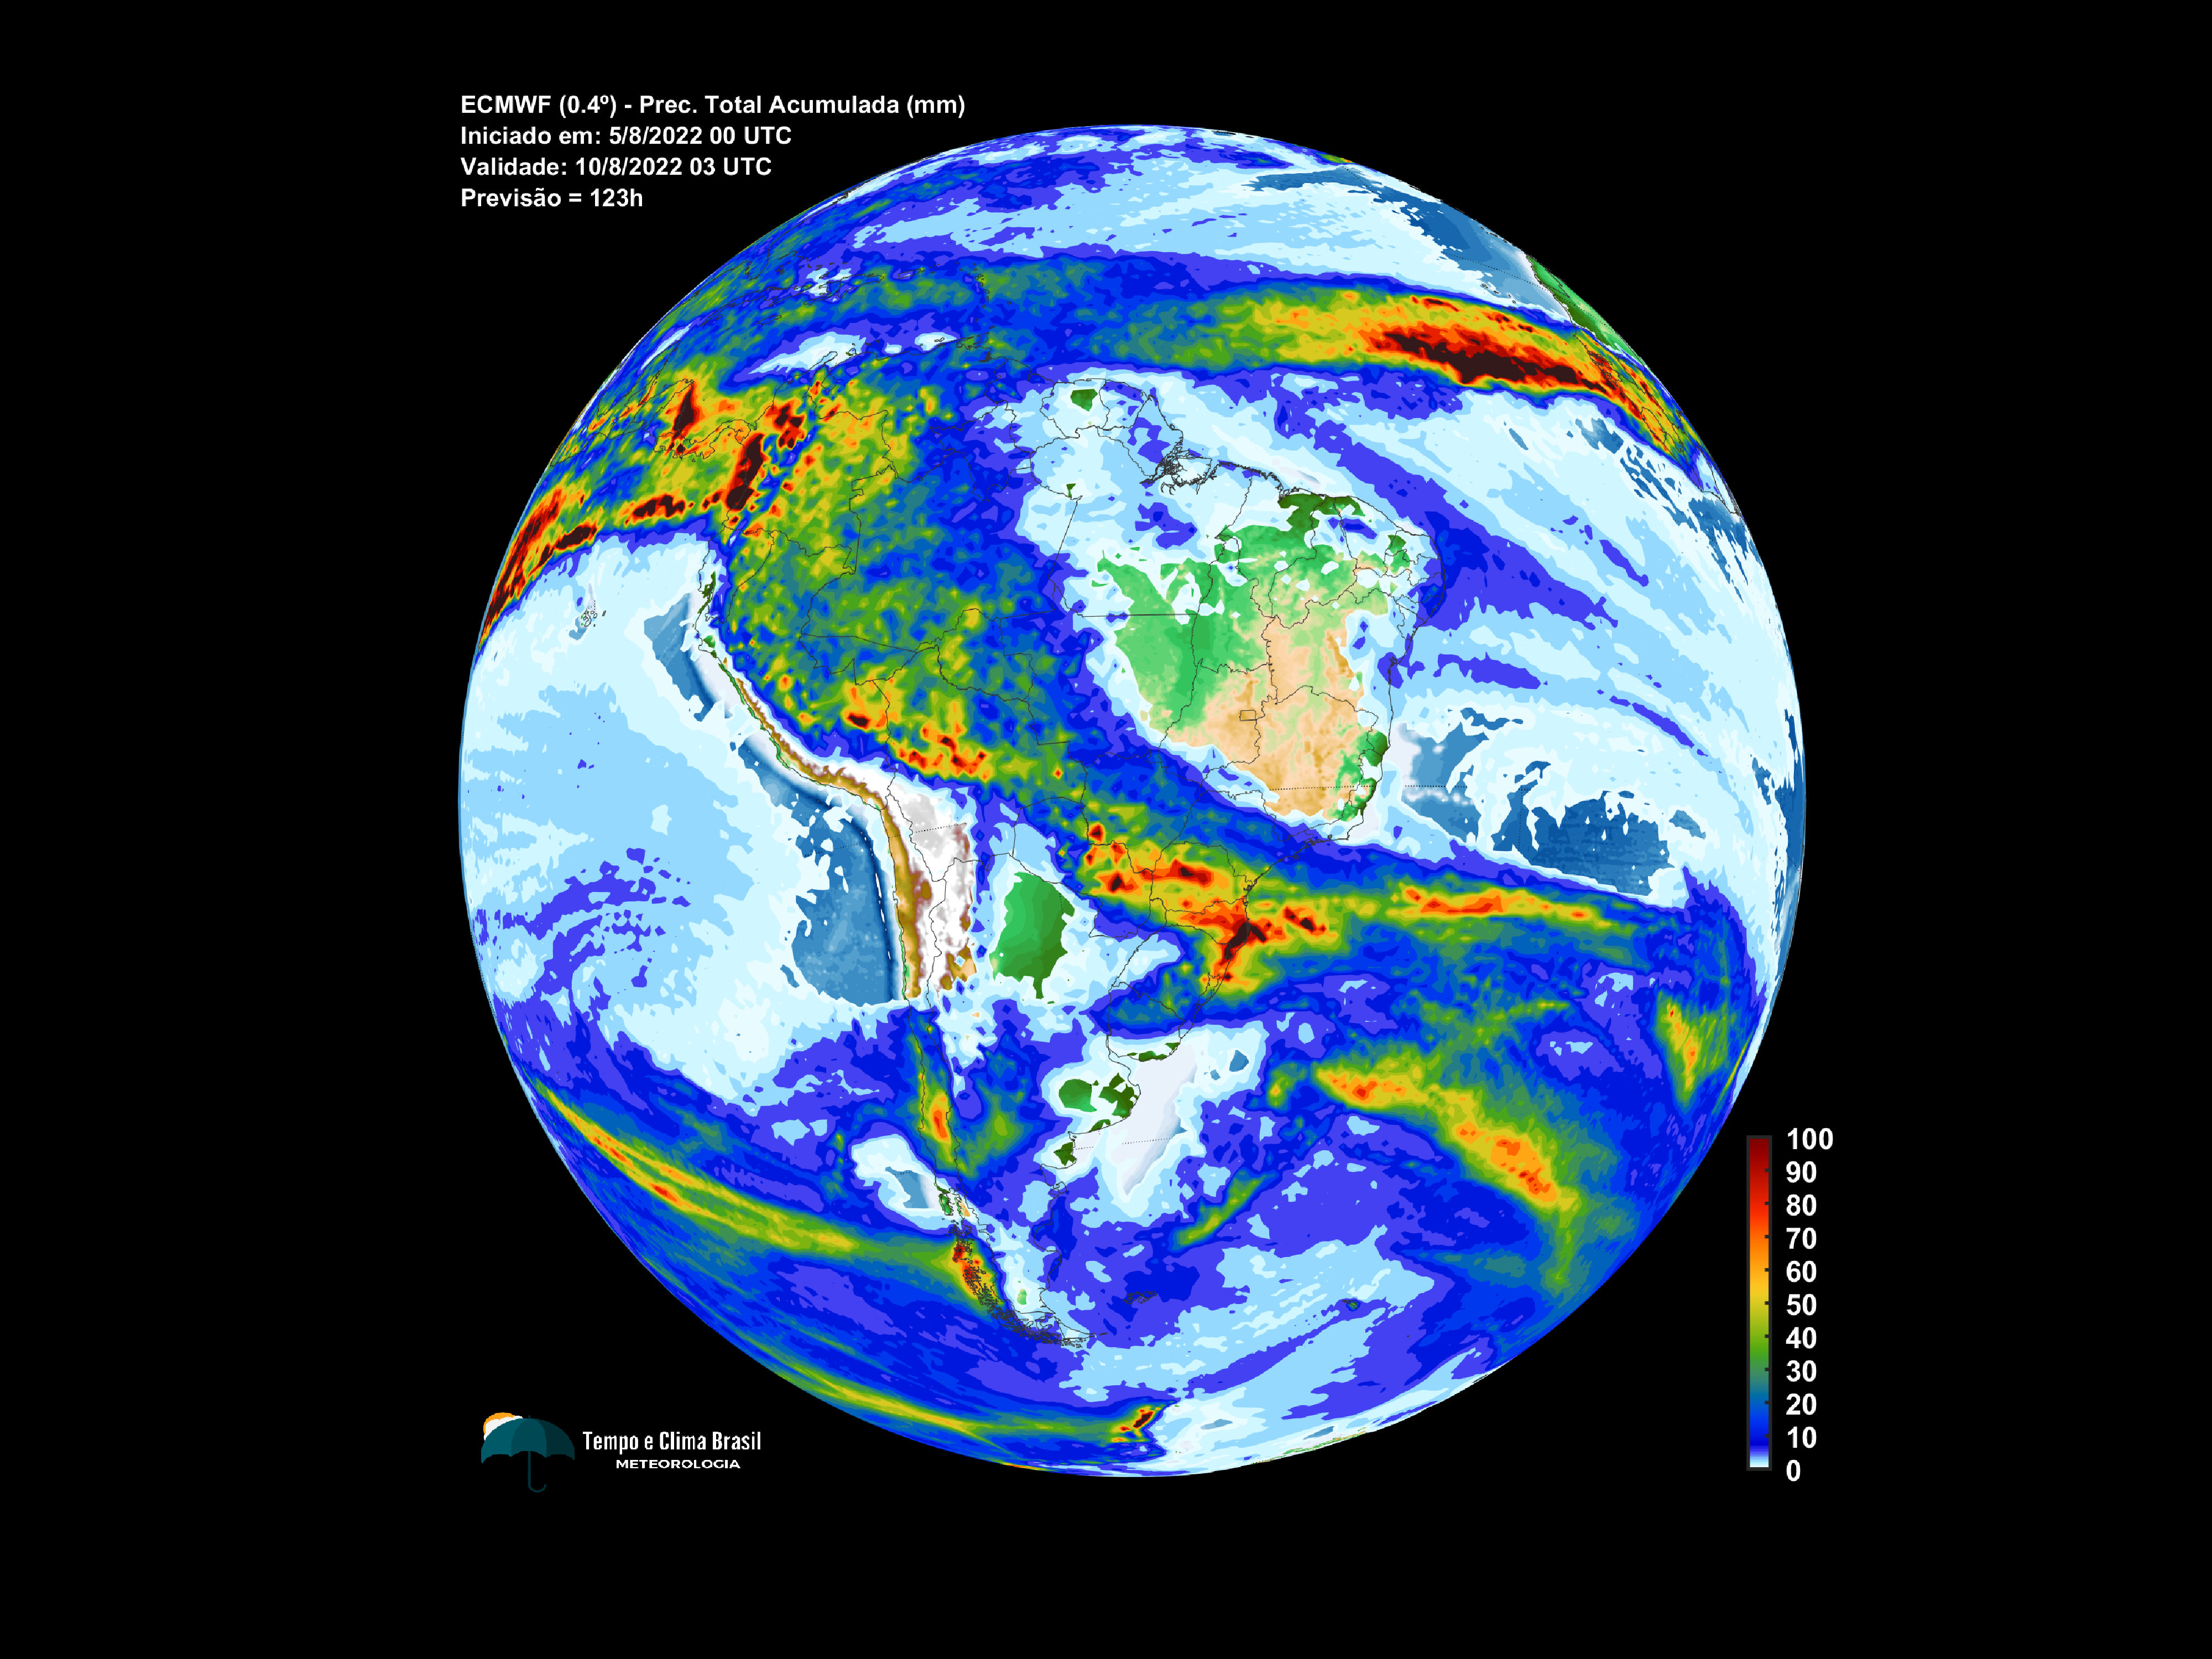 ECMWF (0.4º) - Prec. Total Acumulada (mm)
Iniciado em: 5/8/2022 00 UTC
Validade: 10/8/2022 03 UTC
Previsão = 123h
100
90
80
70
60
50
40
30
20
10
0
Tempo e Clima Brasil
METEOROLOGIA